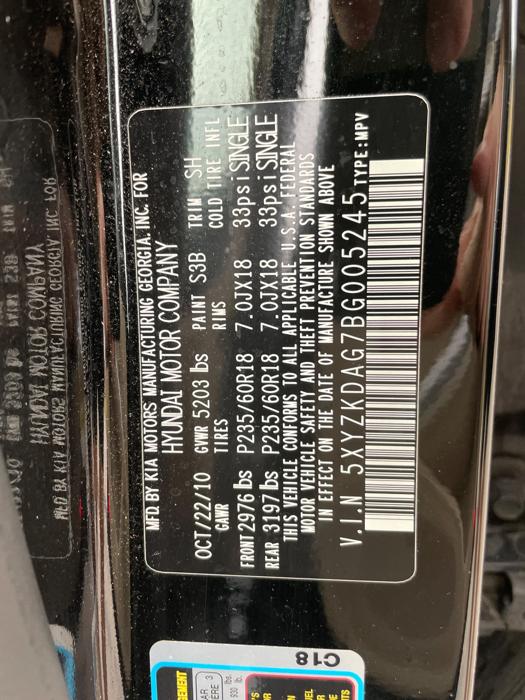 MFD BY KIA MOTORS MANUFACTURING GEORGIA, INC. FOR
HYUNDAI MOTOR COMPANY
OCT/22/10 GVWR 5203 lbs PAINT S3B TRIM SH
GAWR TIRES RIMS COLD TIRE INFL
FRONT 2976 lbs P235/60R18 7.0JX18 33psi SINGLE
REAR 3197 lbs P235/60R18 7.0JX18 33psi SINGLE
THIS VEHICLE CONFORMS TO ALL APPLICABLE U.S.A. FEDERAL
MOTOR VEHICLE SAFETY AND THEFT PREVENTION STANDARDS
IN EFFECT ON THE DATE OF MANUFACTURE SHOWN ABOVE
V.I.N 5XYZKDAG7BG005245 TYPE:MPV
C18